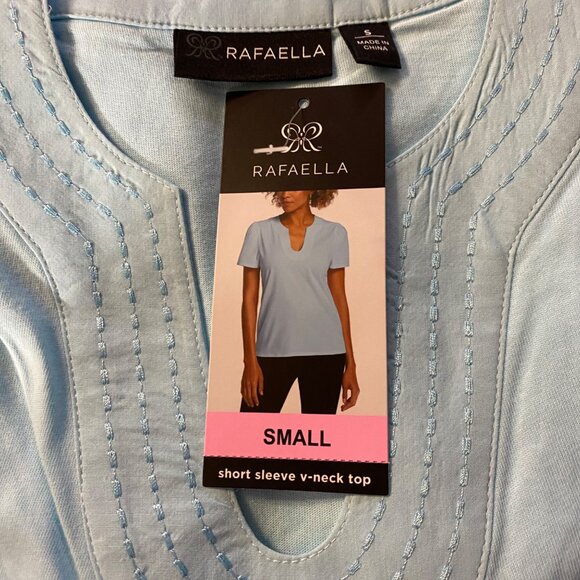 RAFAELLA
S
MADE IN
CHINA
RAFAELLA
SMALL
short sleeve v-neck top